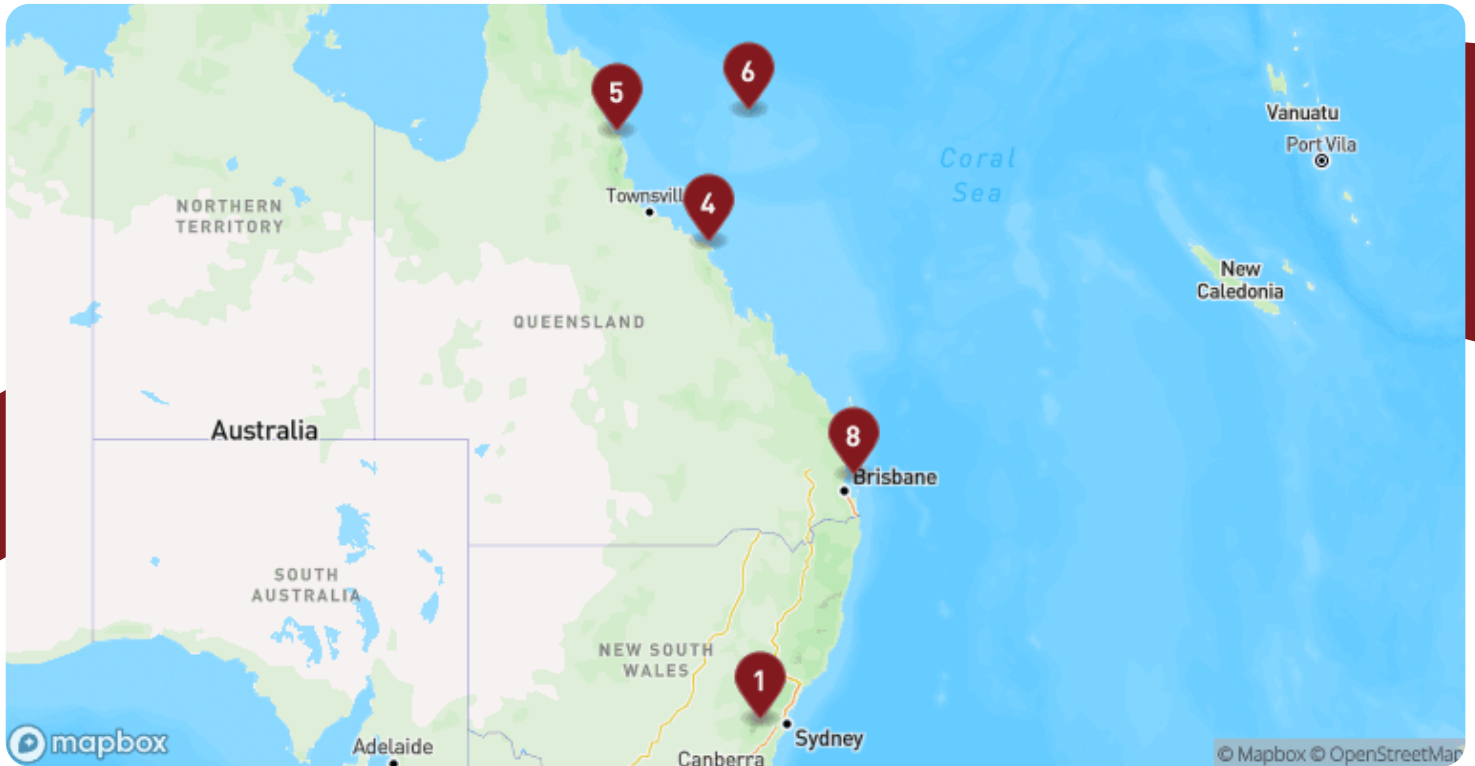 6
5
Vanuatu
Port Vila
Coral
Sea
Townsvill
4
NORTHERN
TERRITORY
New
Caledonia
QUEENSLAND
Australia
8
Brisbane
SOUTH
AUSTRALIA
NEW SOUTH
WALES
1
Sydney
mapbox
Adelaide
Canberra
© Mapbox © OpenStreetMap